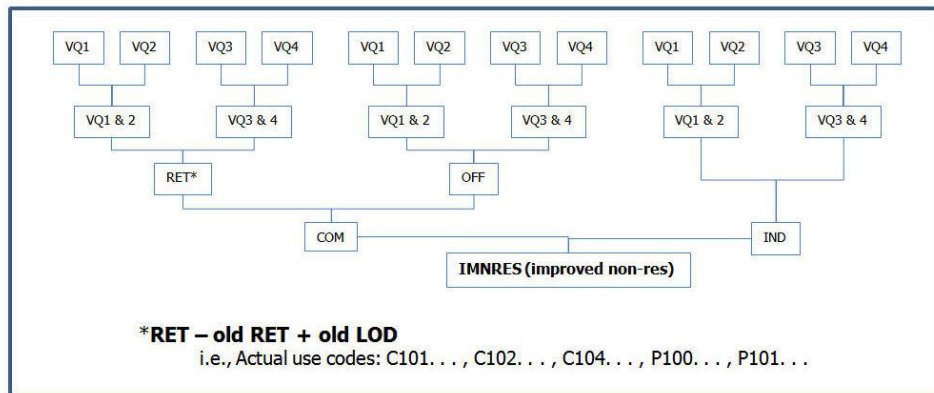 VQ1 VQ2 VQ3 VQ4 VQ1 VQ2 VQ3 VQ4 VQ1 VQ2 VQ3 VQ4
VQ1 & 2 VQ3 & 4 VQ1 & 2 VQ3 & 4 VQ1 & 2 VQ3 & 4
RET* OFF
COM IND
IMNRES (improved non-res)
*RET – old RET + old LOD
i.e., Actual use codes: C101. . . , C102. . . , C104. . . , P100. . . , P101. . .